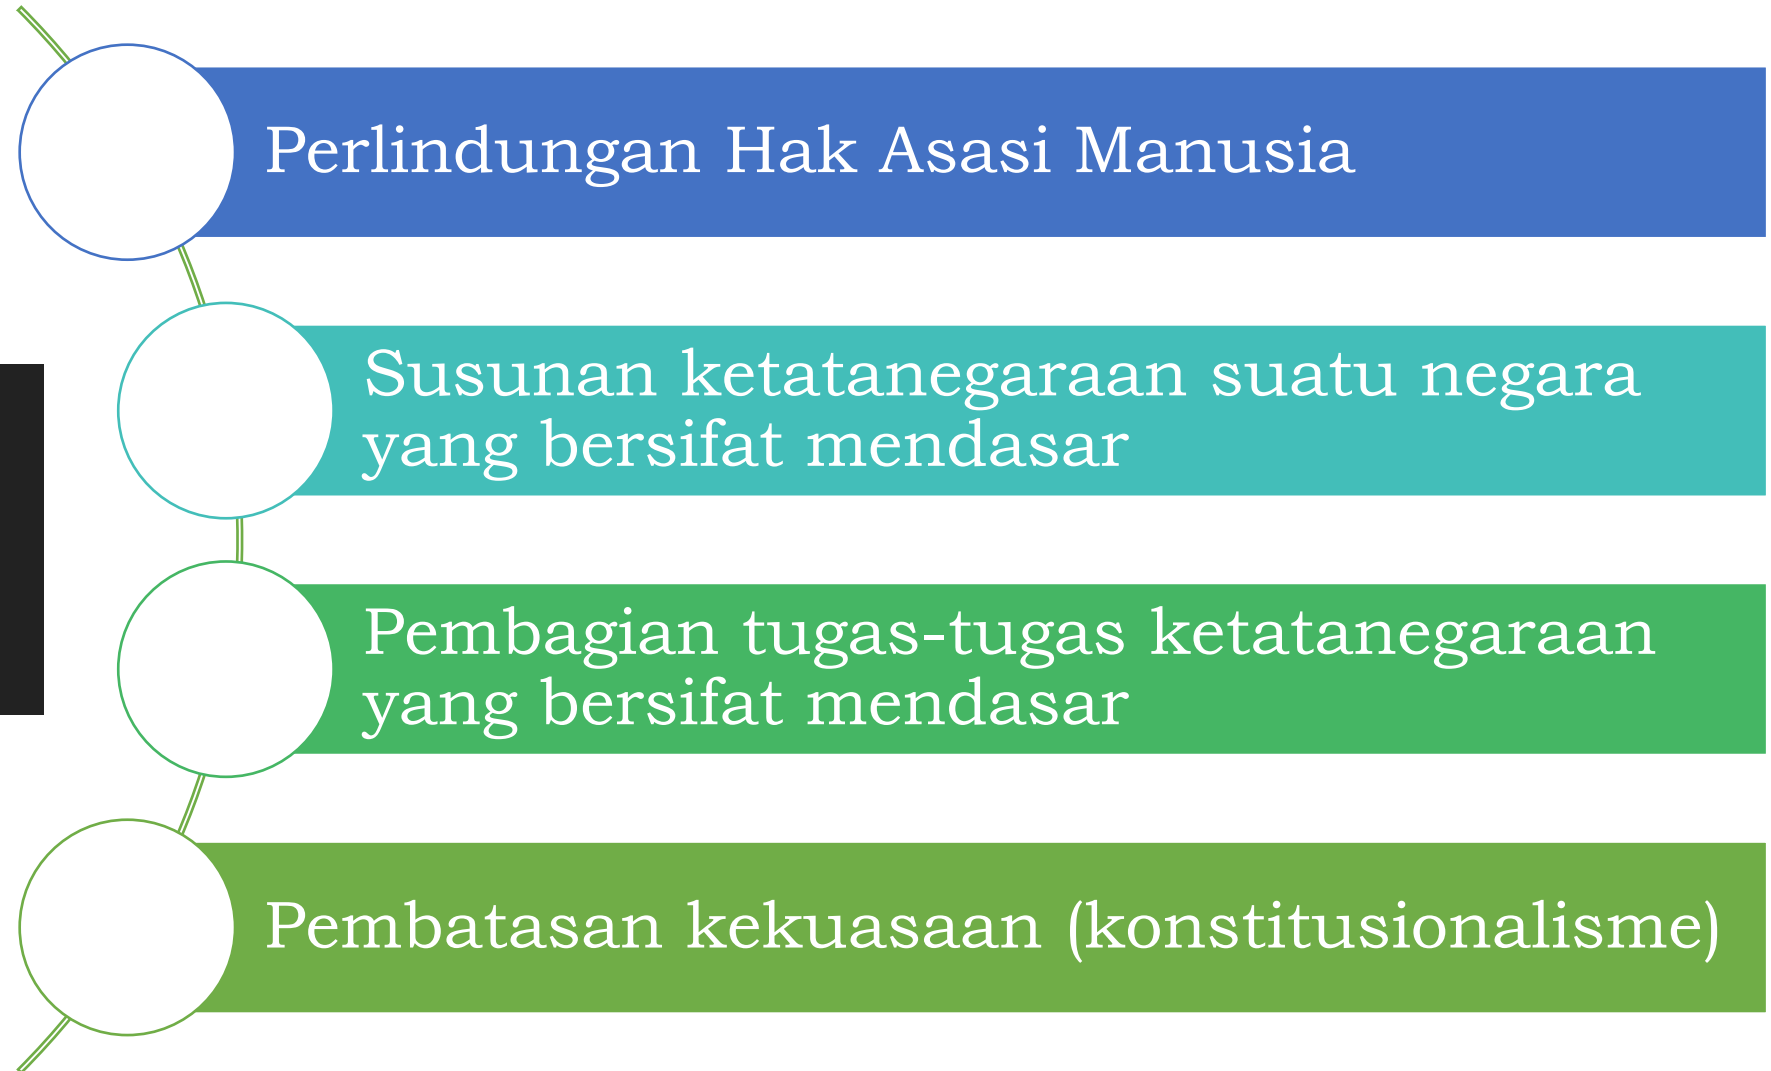 Perlindungan Hak Asasi Manusia
Susunan ketatanegaraan suatu negara
yang bersifat mendasar
Pembagian tugas-tugas ketatanegaraan
yang bersifat mendasar
Pembatasan kekuasaan (konstitusionalisme)